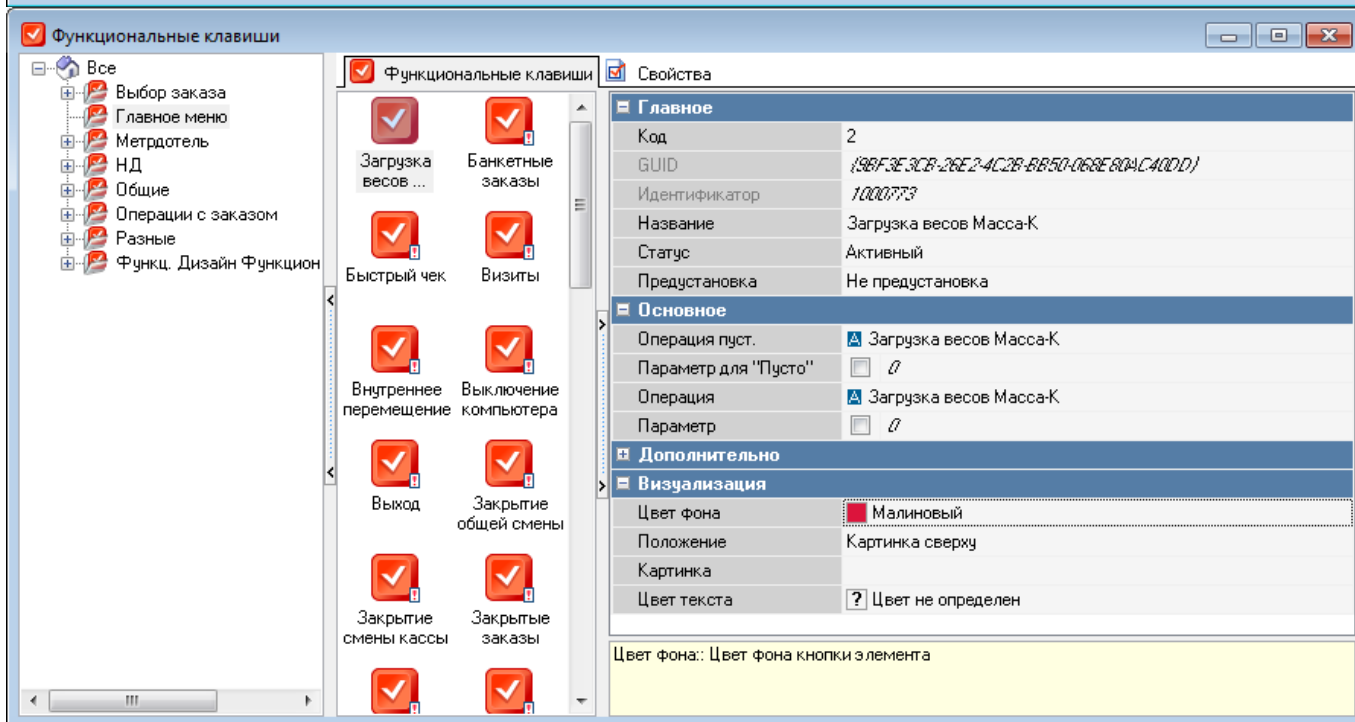 Функциональные клавиши
Все
Выбор заказа
Главное меню
Метрдотель
НД
Общие
Операции с заказом
Разные
Функц. Дизайн Функцион
Функциональные клавиши
Загрузка весов ...
Банкетные заказы
Быстрый чек
Визиты
Внутреннее перемещение
Выключение компьютера
Выход
Закрытие общей смены
Закрытие смены кассы
Закрытые заказы
Свойства
Главное
Код 2
GUID {9BF3E3CB-26E2-4C2B-BB50-068E80AC40DD}
Идентификатор 1000773
Название Загрузка весов Масса-К
Статус Активный
Предустановка Не предустановка
Основное
Операция пуст. Загрузка весов Масса-К
Параметр для "Пусто" 0
Операция Загрузка весов Масса-К
Параметр 0
Дополнительно
Визуализация
Цвет фона Малиновый
Положение Картинка сверху
Картинка
Цвет текста ? Цвет не определен
Цвет фона:: Цвет фона кнопки элемента